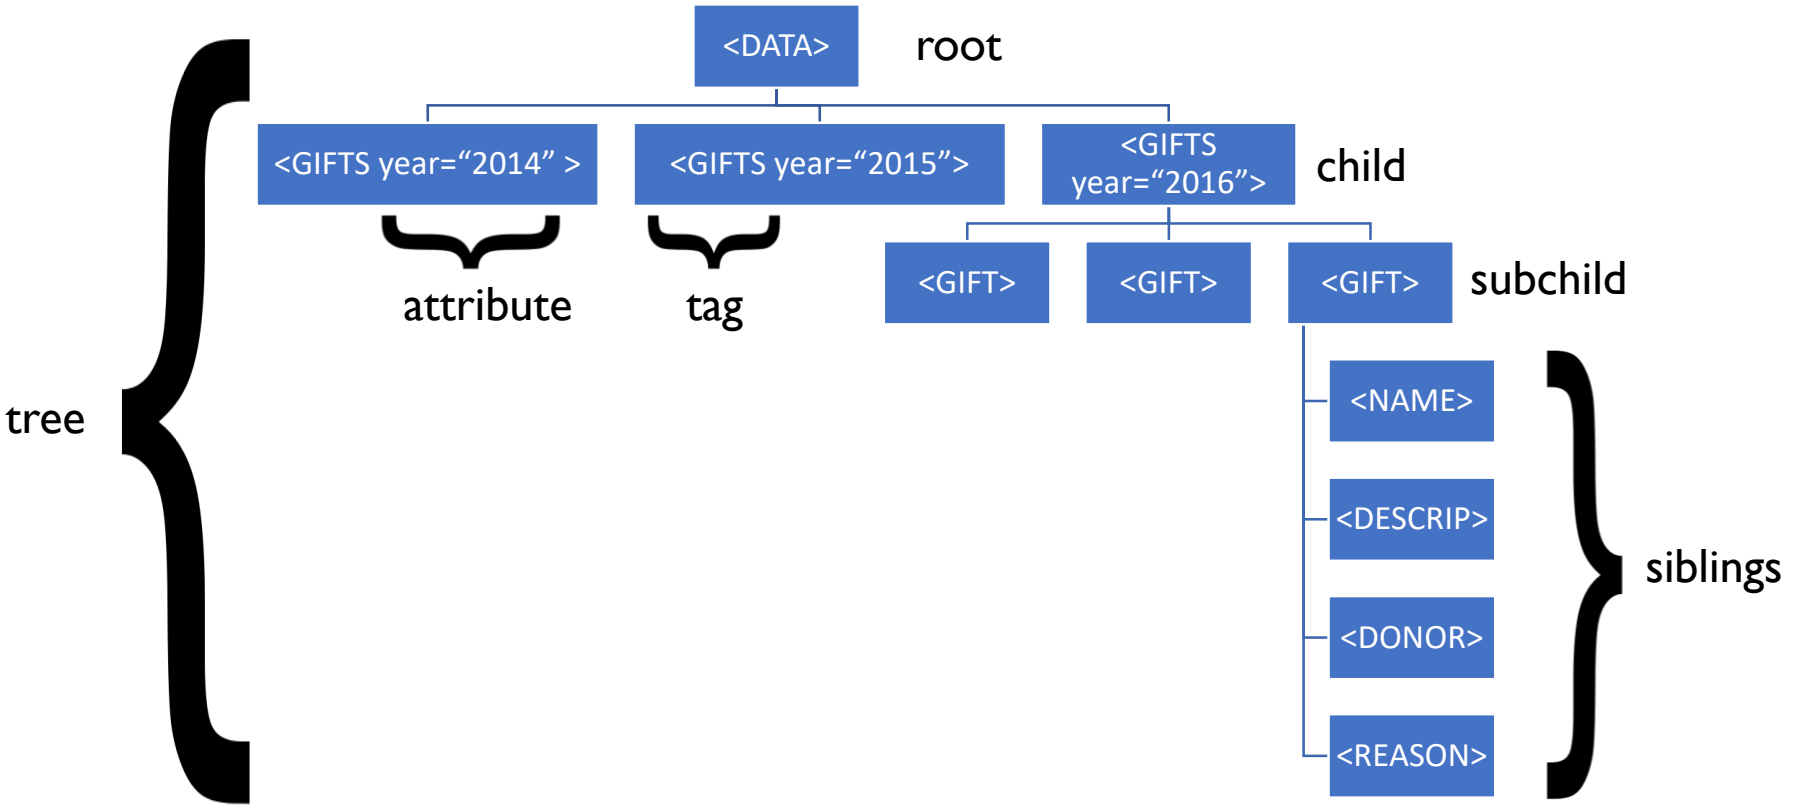 <DATA>
root
<GIFTS year=“2014” >
<GIFTS year=“2015”>
<GIFTS
year=“2016”>
child
attribute
tag
<GIFT>
<GIFT>
<GIFT>
subchild
tree
<NAME>
<DESCRIP>
<DONOR>
<REASON>
siblings